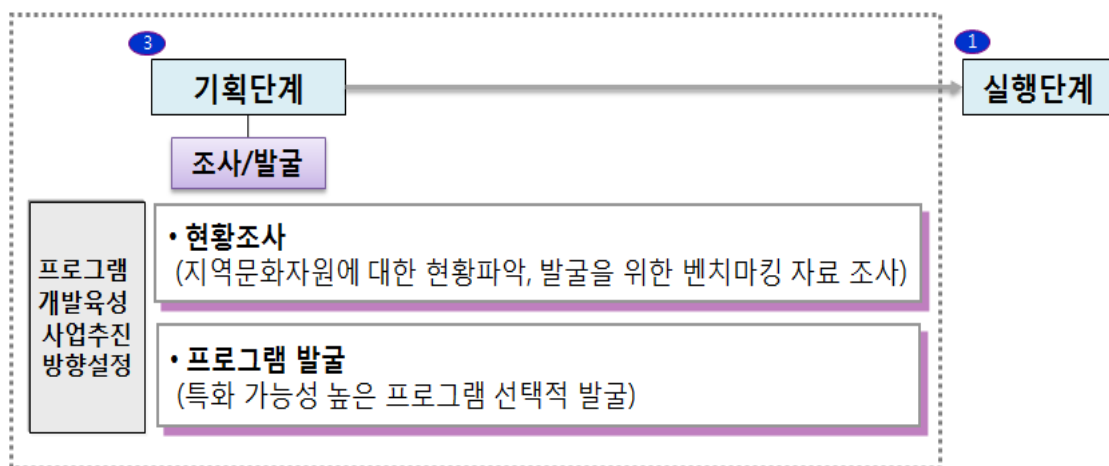 3
기획단계
1
실행단계
조사/발굴
프로그램
개발육성
사업추진
방향설정
• 현황조사
(지역문화자원에 대한 현황파악, 발굴을 위한 벤치마킹 자료 조사)
• 프로그램 발굴
(특화 가능성 높은 프로그램 선택적 발굴)